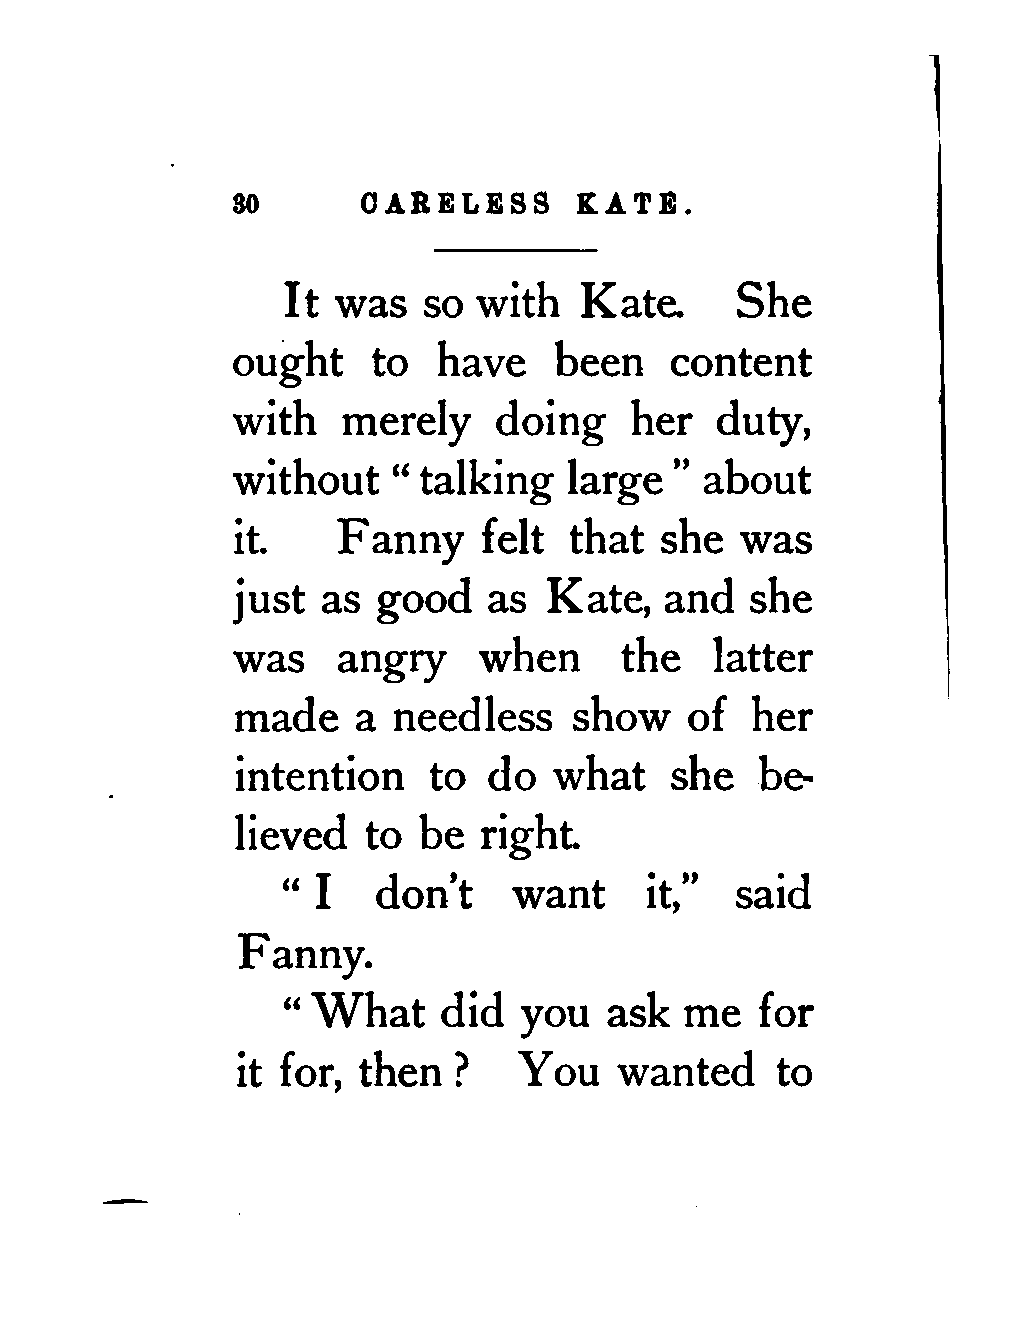 30 CARELESS KATE.
It was so with Kate. She
ought to have been content
with merely doing her duty,
without “ talking large ” about
it. Fanny felt that she was
just as good as Kate, and she
was angry when the latter
made a needless show of her
intention to do what she be-
lieved to be right.
“ I don't want it,” said
Fanny.
“ What did you ask me for
it for, then ? You wanted to